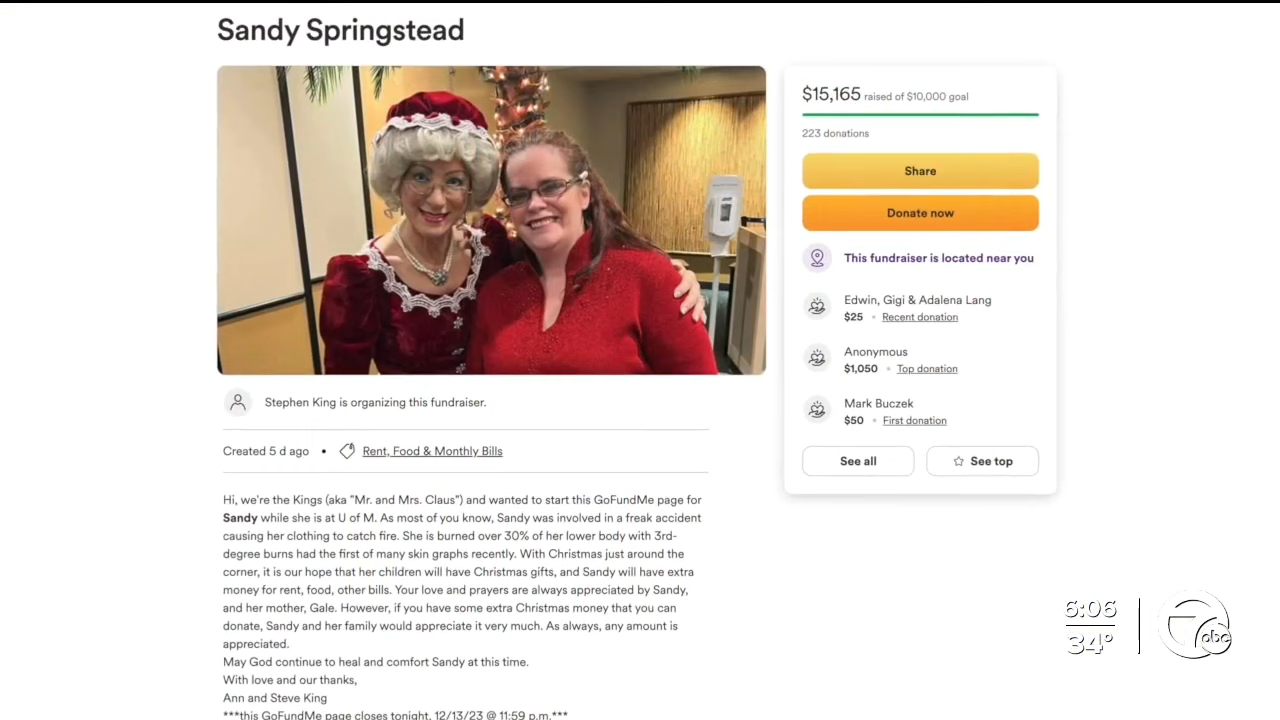 Sandy Springstead
$15,165 raised of $10,000 goal
223 donations
Share
Donate now
This fundraiser is located near you
Edwin, Gigi & Adalena Lang
$25 • Recent donation
Anonymous
$1,050 • Top donation
Mark Buczek
$50 • First donation
See all
See top
Stephen King is organizing this fundraiser.
Created 5 d ago • Rent, Food & Monthly Bills
Hi, we're the Kings (aka "Mr. and Mrs. Claus") and wanted to start this GoFundMe page for
Sandy while she is at U of M. As most of you know, Sandy was involved in a freak accident
causing her clothing to catch fire. She is burned over 30% of her lower body with 3rd-
degree burns had the first of many skin graphs recently. With Christmas just around the
corner, it is our hope that her children will have Christmas gifts, and Sandy will have extra
money for rent, food, other bills. Your love and prayers are always appreciated by Sandy,
and her mother, Gale. However, if you have some extra Christmas money that you can
donate, Sandy and her family would appreciate it very much. As always, any amount is
appreciated.
May God continue to heal and comfort Sandy at this time.
With love and our thanks,
Ann and Steve King
***this GoFundMe page closes tonight, 12/13/23 @ 11:59 p.m.***
6:06
34°
7 abc